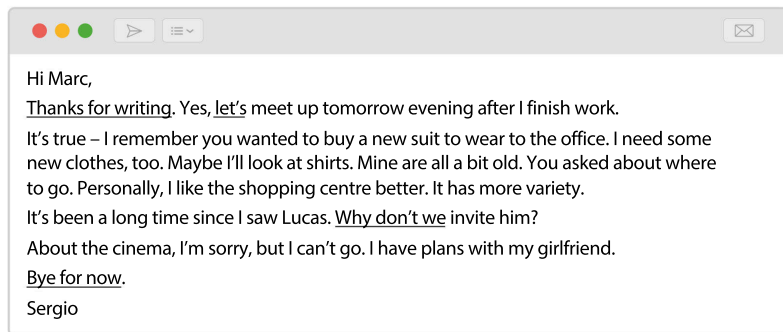 Hi Marc,
Thanks for writing. Yes, let's meet up tomorrow evening after I finish work.
It's true – I remember you wanted to buy a new suit to wear to the office. I need some
new clothes, too. Maybe I'll look at shirts. Mine are all a bit old. You asked about where
to go. Personally, I like the shopping centre better. It has more variety.
It's been a long time since I saw Lucas. Why don't we invite him?
About the cinema, I'm sorry, but I can't go. I have plans with my girlfriend.
Bye for now.
Sergio